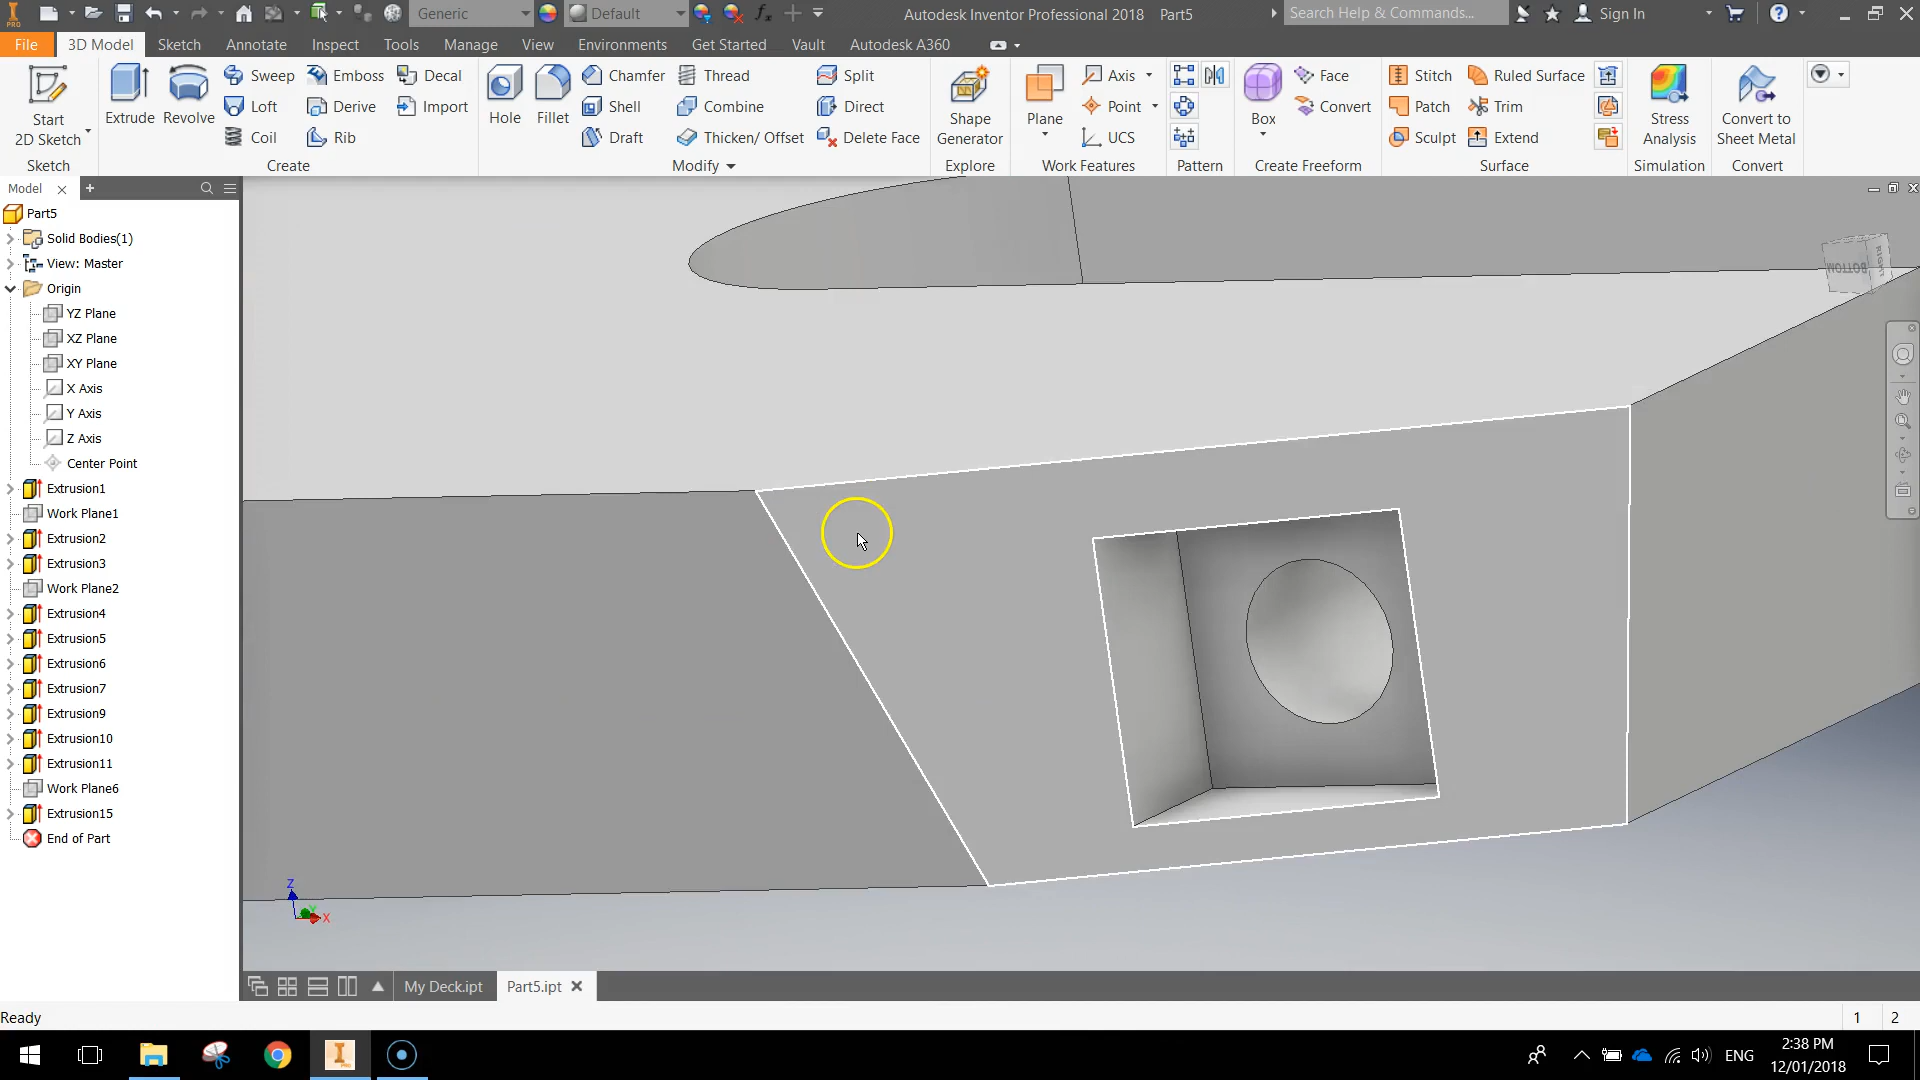 PRO
Generic
Default
Autodesk Inventor Professional 2018 Part5
Search Help & Commands...
Sign In
File
3D Model
Sketch
Annotate
Inspect
Tools
Manage
View
Environments
Get Started
Vault
Autodesk A360
Start
2D Sketch
Sketch
Extrude
Revolve
Sweep
Loft
Coil
Emboss
Derive
Rib
Decal
Import
Create
Hole
Fillet
Chamfer
Shell
Draft
Thread
Combine
Thicken/ Offset
Split
Direct
Delete Face
Modify
Shape
Generator
Explore
Plane
Axis
Point
UCS
Work Features
Pattern
Box
Face
Convert
Create Freeform
Stitch
Patch
Sculpt
Ruled Surface
Trim
Extend
Surface
Stress
Analysis
Simulation
Convert to
Sheet Metal
Convert
Model
Part5
Solid Bodies(1)
View: Master
Origin
YZ Plane
XZ Plane
XY Plane
X Axis
Y Axis
Z Axis
Center Point
Extrusion1
Work Plane1
Extrusion2
Extrusion3
Work Plane2
Extrusion4
Extrusion5
Extrusion6
Extrusion7
Extrusion9
Extrusion10
Extrusion11
Work Plane6
Extrusion15
End of Part
BOTTOM
RIGHT
Z
Y
X
My Deck.ipt
Part5.ipt
Ready
1
2
ENG
2:38 PM
12/01/2018